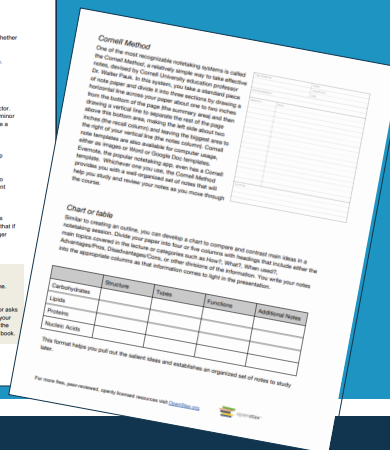 hether
ctor.
minor
e a
o
nt
s
that if
ger
me.
or asks
your
the
book.
Cornell Method
One of the most recognizable notetaking systems is called
the Cornell Method, a relatively simple way to take effective
notes, devised by Cornell University education professor
Dr. Walter Pauk. In this system, you take a standard piece
of note paper and divide it into three sections by drawing a
horizontal line across your paper about one to two inches
from the bottom of the page (the summary area) and then
drawing a vertical line to separate the rest of the page
above this bottom area, making the left side about two
inches (the recall column) and leaving the biggest area to
the right of your vertical line (the notes column). Cornell
note templates are also available for computer usage,
either as images or Word or Google Doc templates.
Evernote, the popular notetaking app, even has a Cornell
template. Whichever one you use, the Cornell Method
provides you with a well-organized set of notes that will
help you study and review your notes as you move through
the course.
Chart or table
Similar to creating an outline, you can develop a chart to compare and contrast main ideas in a
notetaking session. Divide your paper into four or five columns with headings that include either the
main topics covered in the lecture or categories such as How?, What?, When used?,
Advantages/Pros, Disadvantages/Cons, or other divisions of the information. You write your notes
into the appropriate columns as that information comes to light in the presentation.
Structure Types Functions Additional Notes
Carbohydrates
Lipids
Proteins
Nucleic Acids
This format helps you pull out the salient ideas and establishes an organized set of notes to study
later.
For more free, peer-reviewed, openly licensed resources visit OpenStax.org.
openstax